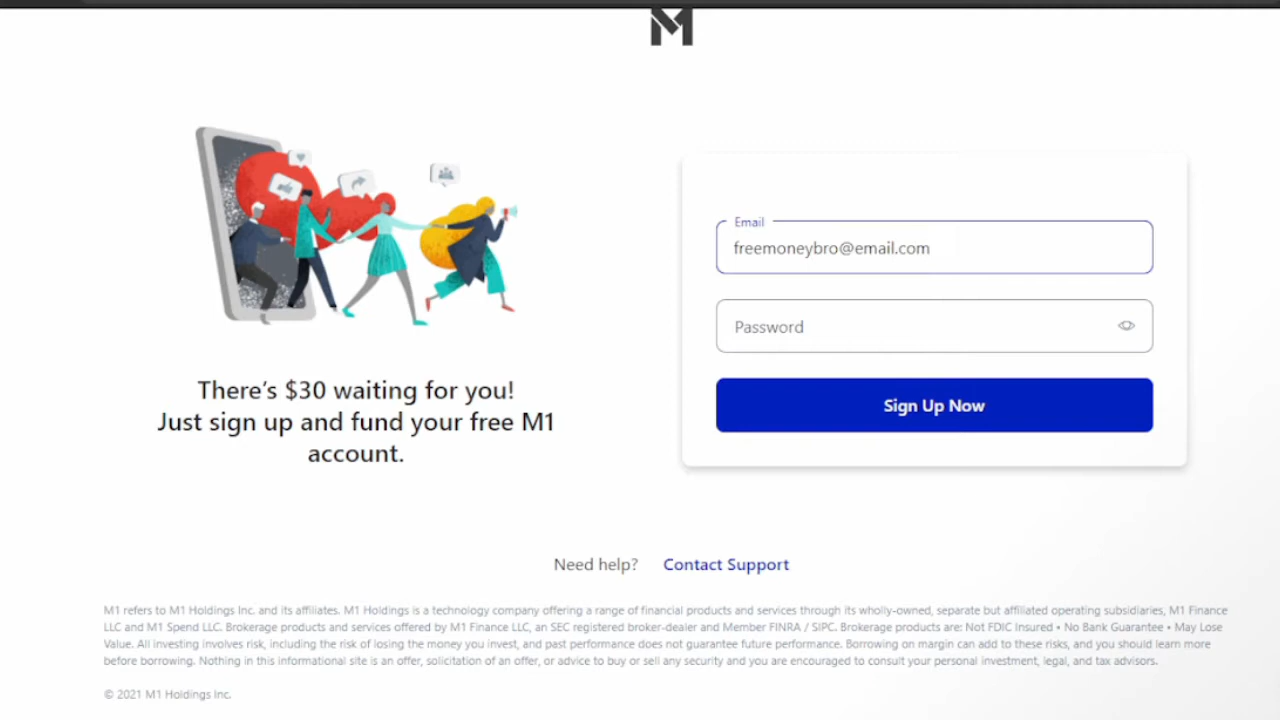 M
There's $30 waiting for you!
Just sign up and fund your free M1
account.
Email
freemoneybro@email.com
Password
Sign Up Now
Need help? Contact Support
M1 refers to M1 Holdings Inc. and its affiliates. M1 Holdings is a technology company offering a range of financial products and services through its wholly-owned, separate but affiliated operating subsidiaries, M1 Finance
LLC and M1 Spend LLC. Brokerage products and services offered by M1 Finance LLC, an SEC registered broker-dealer and Member FINRA / SIPC. Brokerage products are: Not FDIC Insured • No Bank Guarantee • May Lose
Value. All investing involves risk, including the risk of losing the money you invest, and past performance does not guarantee future performance. Borrowing on margin can add to these risks, and you should learn more
before borrowing. Nothing in this informational site is an offer, solicitation of an offer, or advice to buy or sell any security and you are encouraged to consult your personal investment, legal, and tax advisors.
© 2021 M1 Holdings Inc.